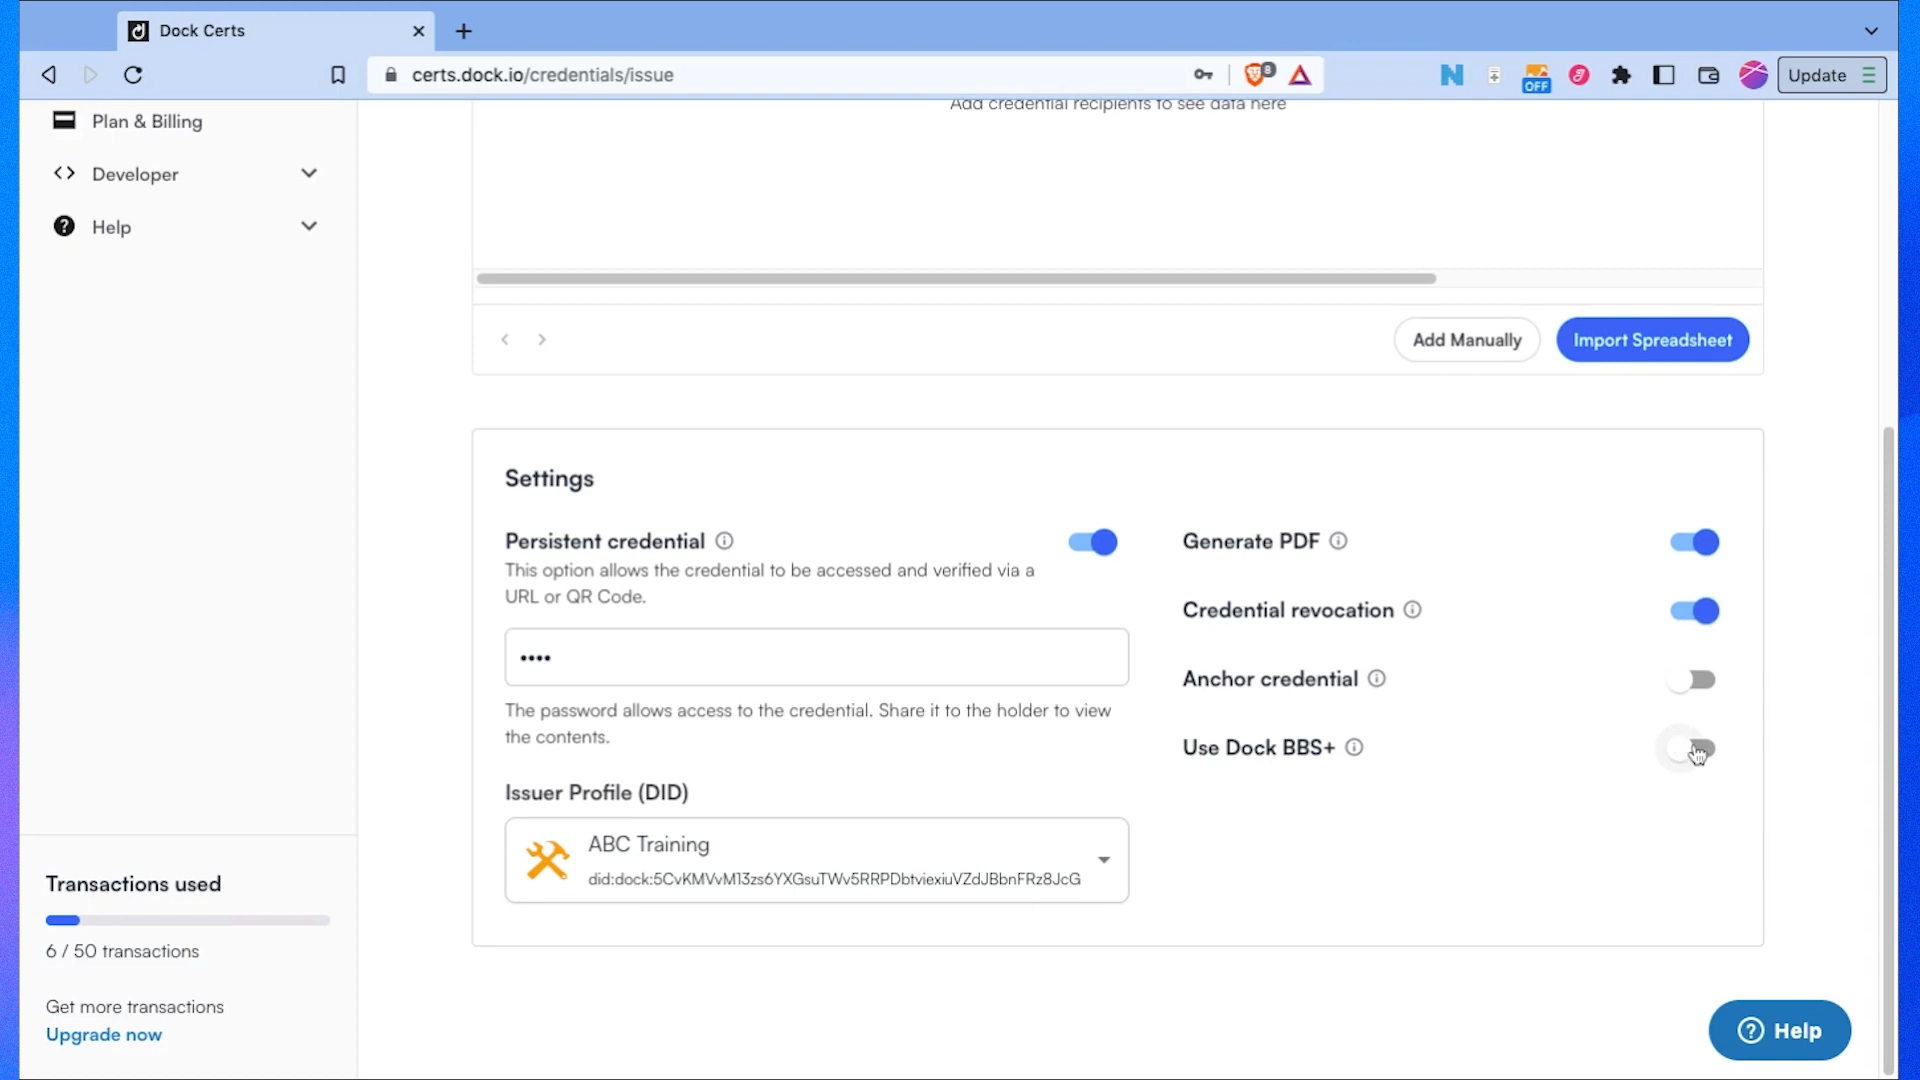 Dock Certs
certs.dock.io/credentials/issue
8
N
OFF
Update
Plan & Billing
Developer
Help
Add credential recipients to see data here
Add Manually
Import Spreadsheet
Settings
Persistent credential
This option allows the credential to be accessed and verified via a
URL or QR Code.
••••
The password allows access to the credential. Share it to the holder to view
the contents.
Issuer Profile (DID)
ABC Training
did:dock:5CvKMVvM13zs6YXGsuTWv5RRPDbtviexiuVZdJBbnFRz8JcG
Generate PDF
Credential revocation
Anchor credential
Use Dock BBS+
Transactions used
6 / 50 transactions
Get more transactions
Upgrade now
Help